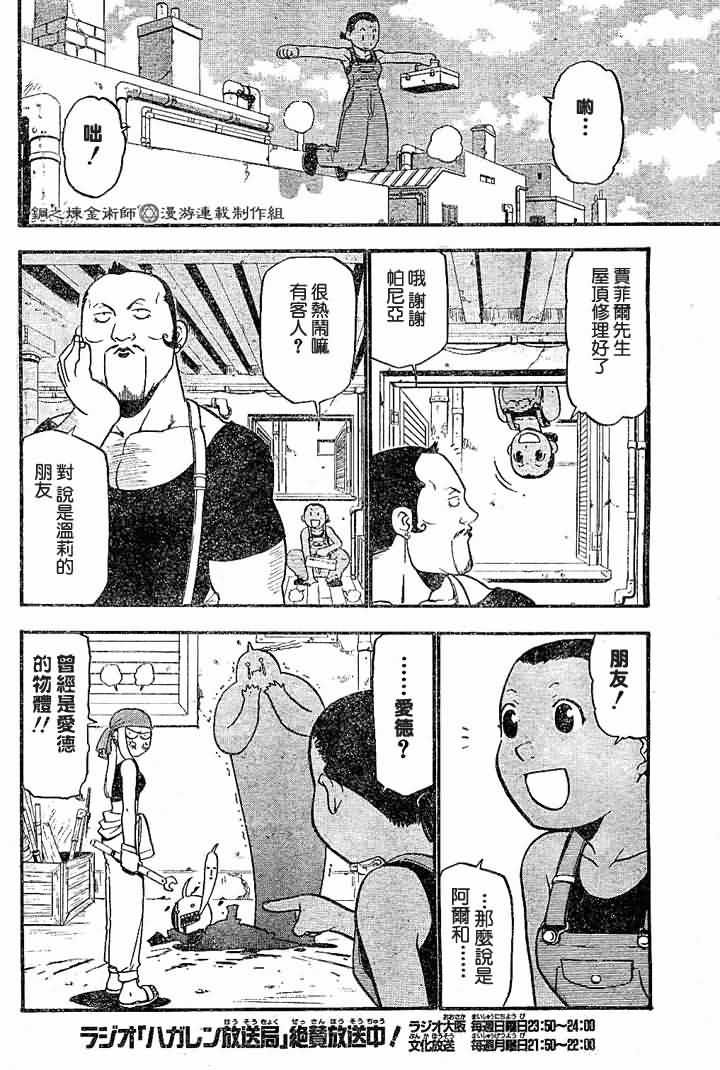 喲…
咄！
鋼之煉金術師 漫游連載制作組
賈菲爾先生
屋頂修理好了
哦 謝謝
帕尼亞
很熱鬧嘛
有客人？
對 說是溫莉的
朋友
朋友！
…那麼說是
阿爾和……
……愛德？
曾經是愛德
的物體!!
ラジオ「ハガレン放送局」絶賛放送中！
ラジオ大阪 毎週日曜日23:50〜24:00
文化放送 毎週月曜日21:50〜22:00